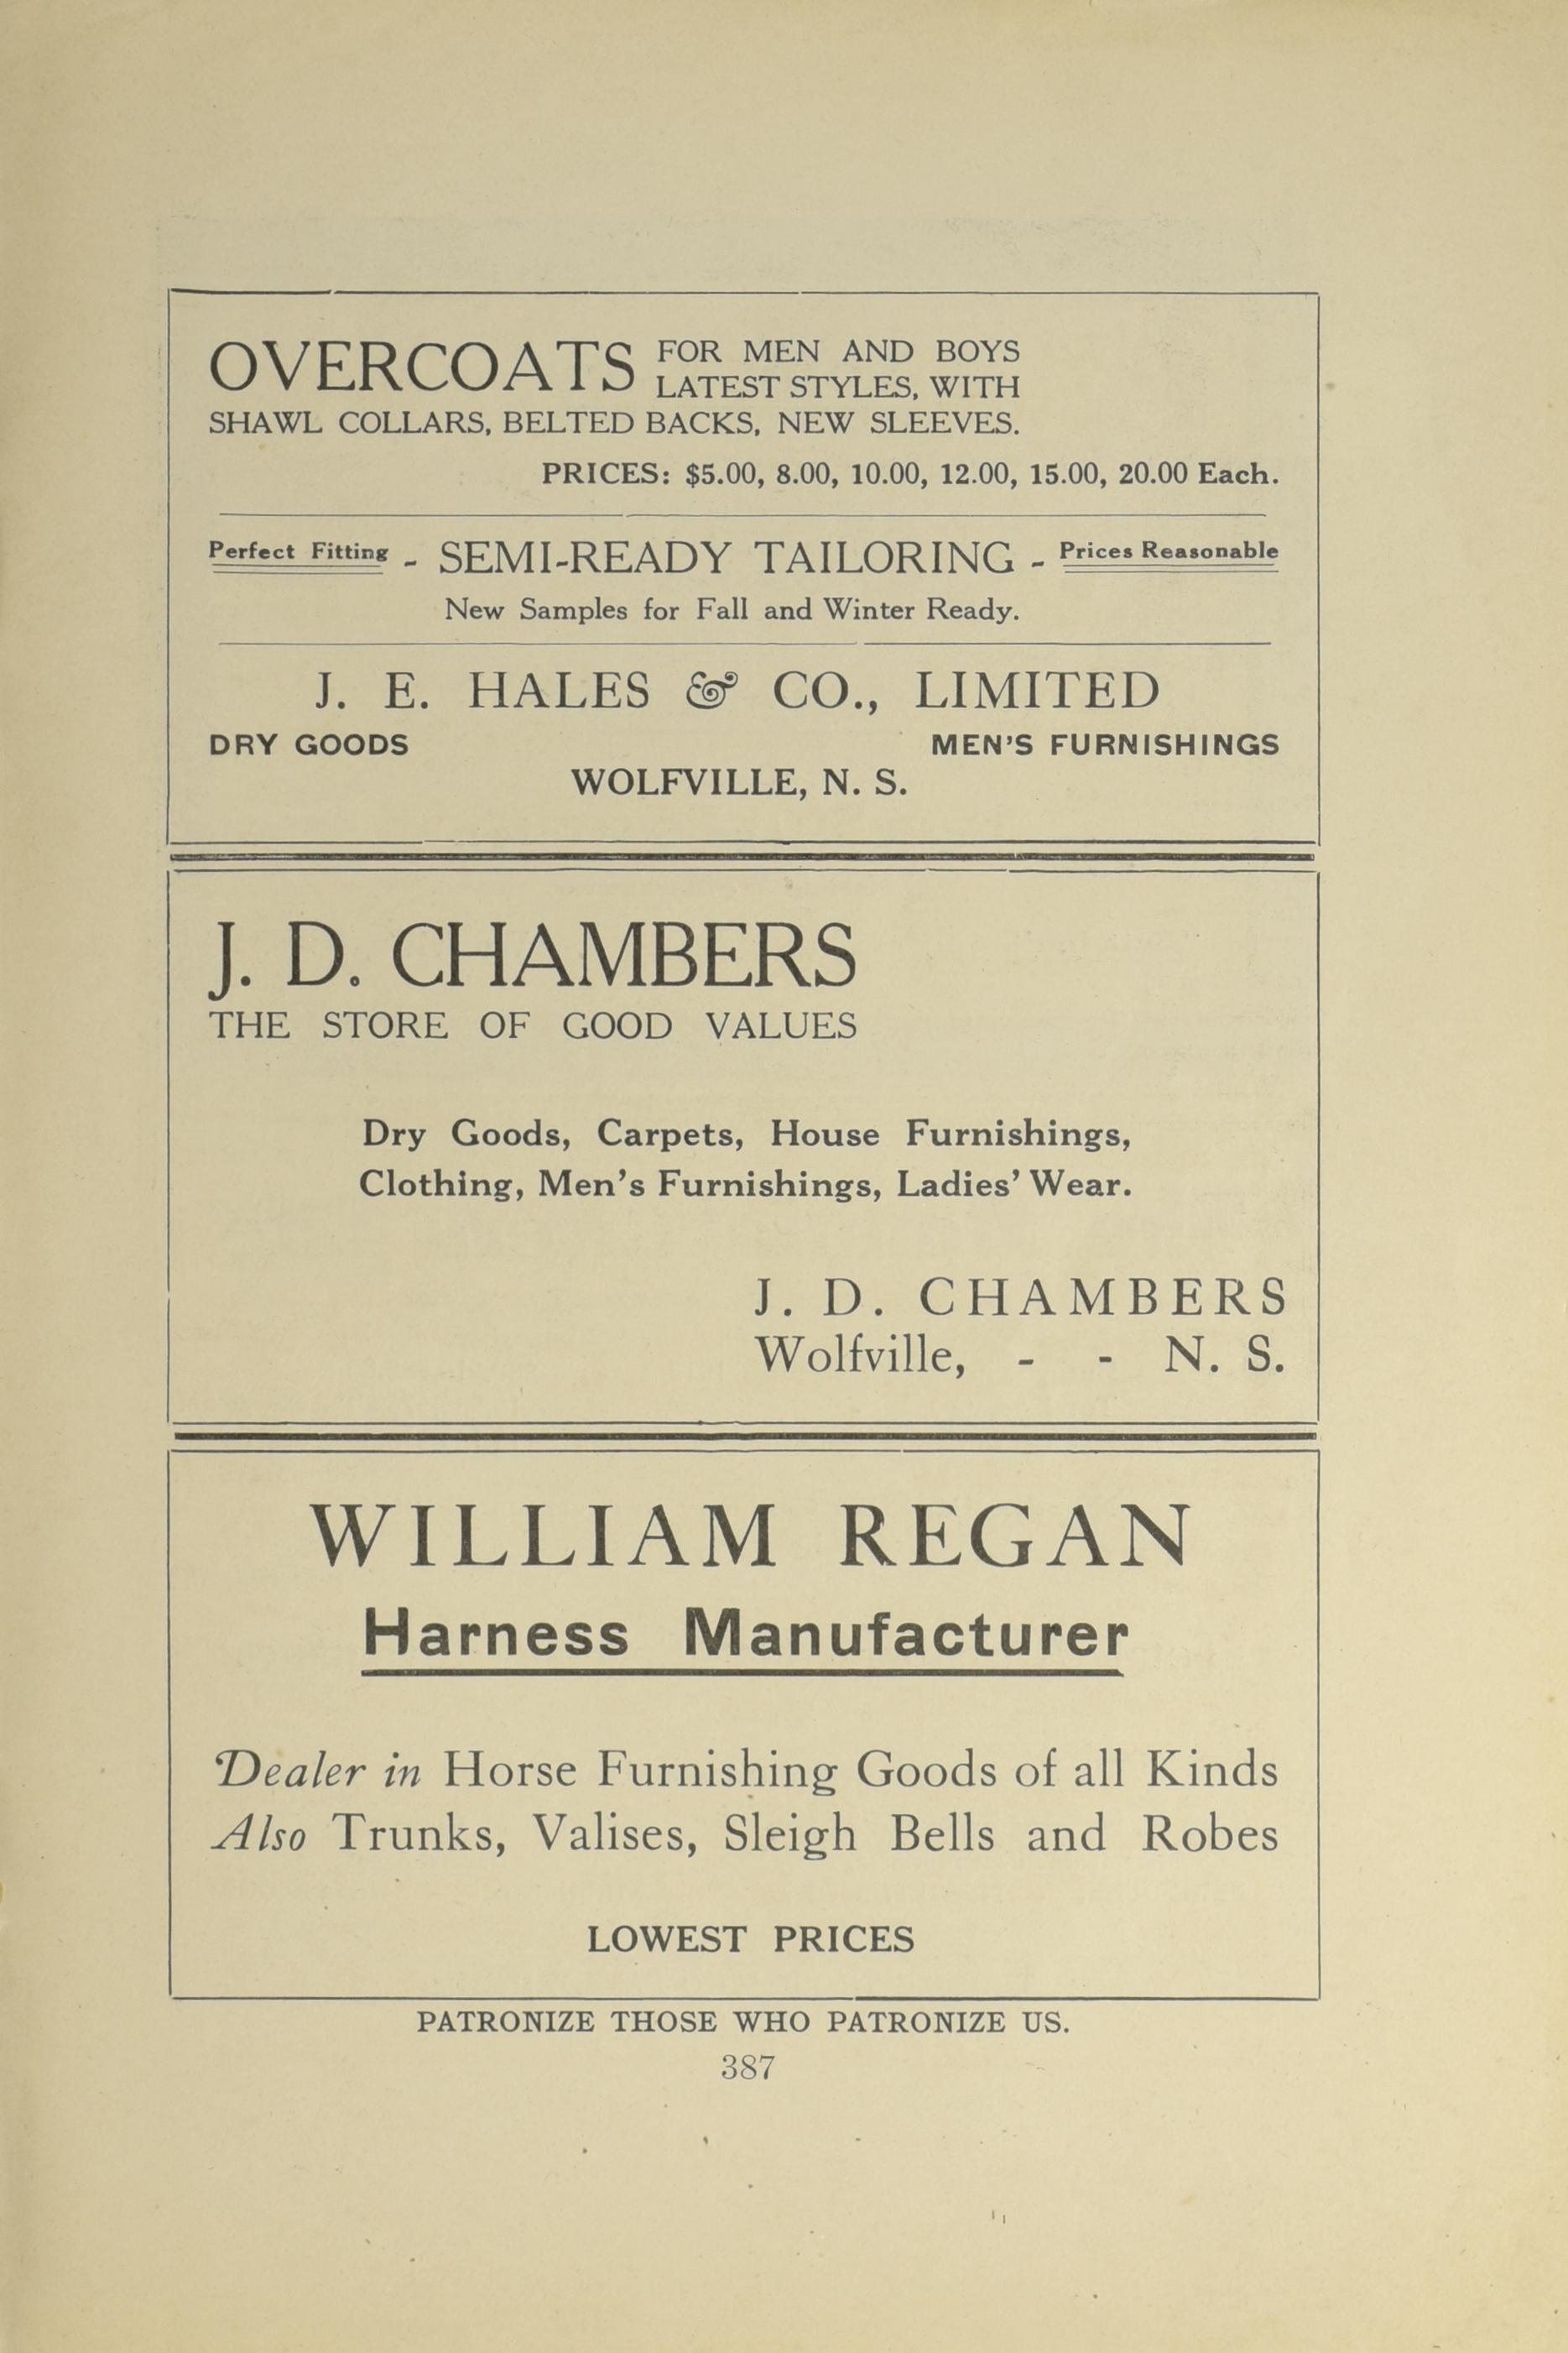 OVERCOATS FOR MEN AND BOYS
LATEST STYLES, WITH
SHAWL COLLARS, BELTED BACKS, NEW SLEEVES.
PRICES: $5.00, 8.00, 10.00, 12.00, 15.00, 20.00 Each.
Perfect Fitting - SEMI-READY TAILORING - Prices Reasonable
New Samples for Fall and Winter Ready.
J. E. HALES & CO., LIMITED
DRY GOODS MEN'S FURNISHINGS
WOLFVILLE, N. S.
J. D. CHAMBERS
THE STORE OF GOOD VALUES
Dry Goods, Carpets, House Furnishings,
Clothing, Men's Furnishings, Ladies' Wear.
J. D. CHAMBERS
Wolfville, - - N. S.
WILLIAM REGAN
Harness Manufacturer
Dealer in Horse Furnishing Goods of all Kinds
Also Trunks, Valises, Sleigh Bells and Robes
LOWEST PRICES
PATRONIZE THOSE WHO PATRONIZE US.
387